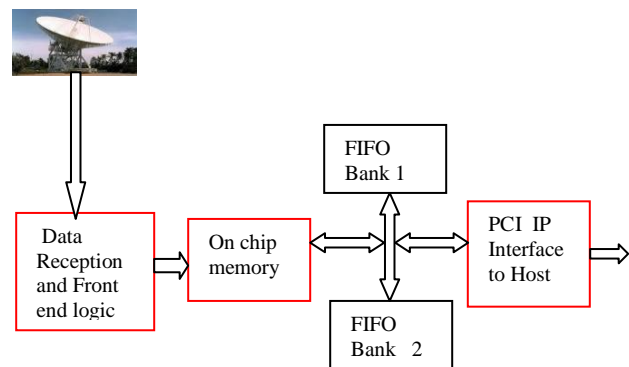 FIFO
Bank 1
Data
Reception
and Front
end logic
On chip
memory
PCI IP
Interface
to Host
FIFO
Bank 2